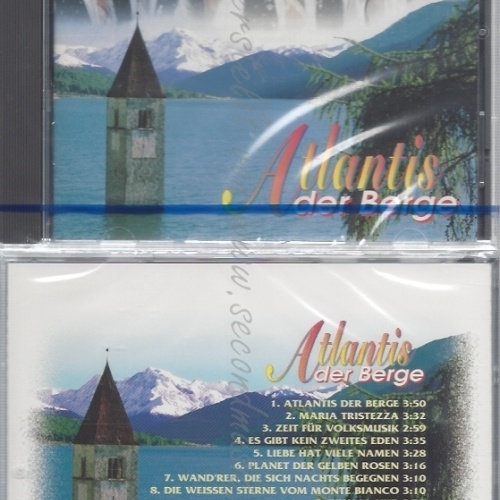 Atlantis
der Berge
Atlantis
der Berge
1. ATLANTIS DER BERGE 3:50
2. MARIA TRISTEZZA 3:32
3. ZEIT FÜR VOLKSMUSIK 2:59
4. ES GIBT KEIN ZWEITES EDEN 3:35
5. LIEBE HAT VIELE NAMEN 3:28
6. PLANET DER GELBEN ROSEN 3:16
7. WAND'RER, DIE SICH NACHTS BEGEGNEN 3:10
8. DIE WEISSEN STERNE VOM MONTE BIANCO 3:10